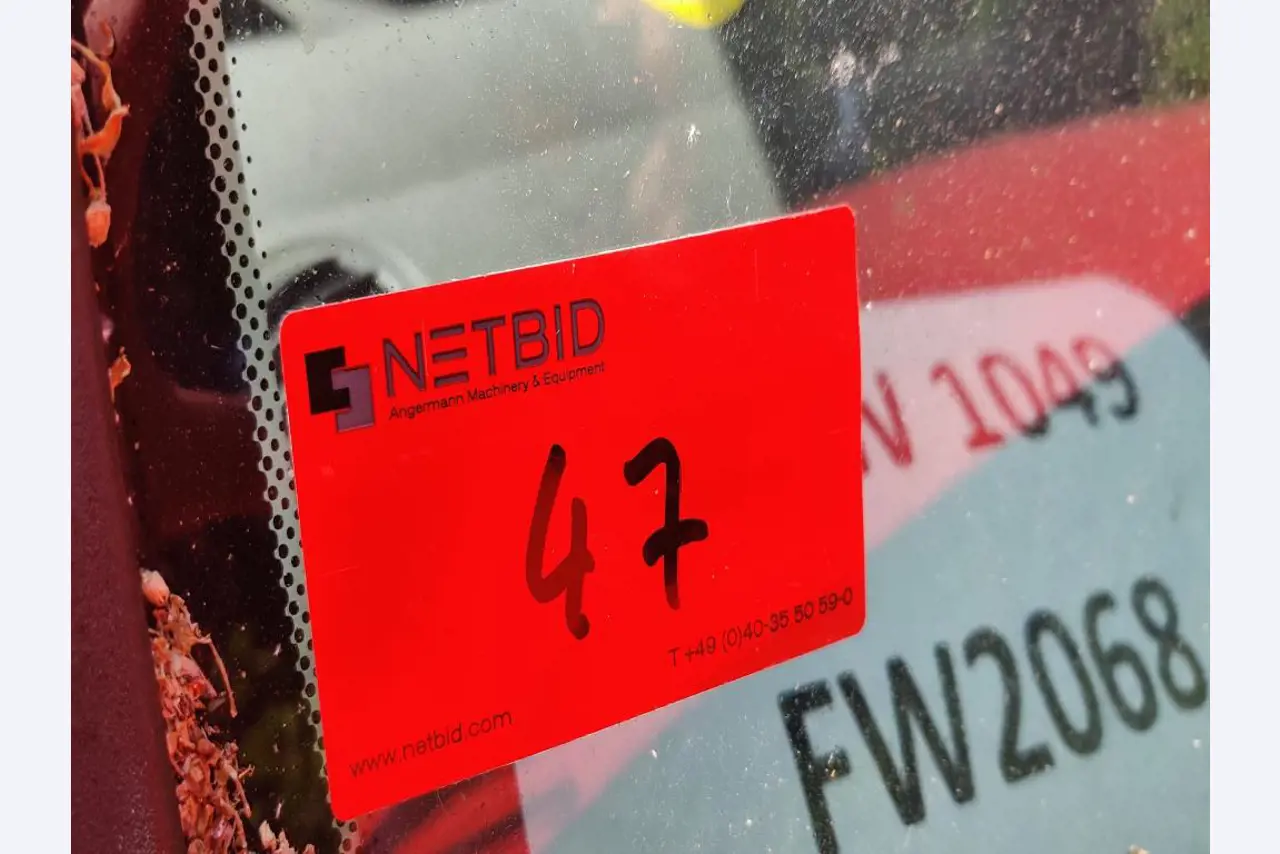 NETBID
Angermann Machinery & Equipment
47
T +49 (0)40-35 50 59-0
www.netbid.com
1049
FW2068